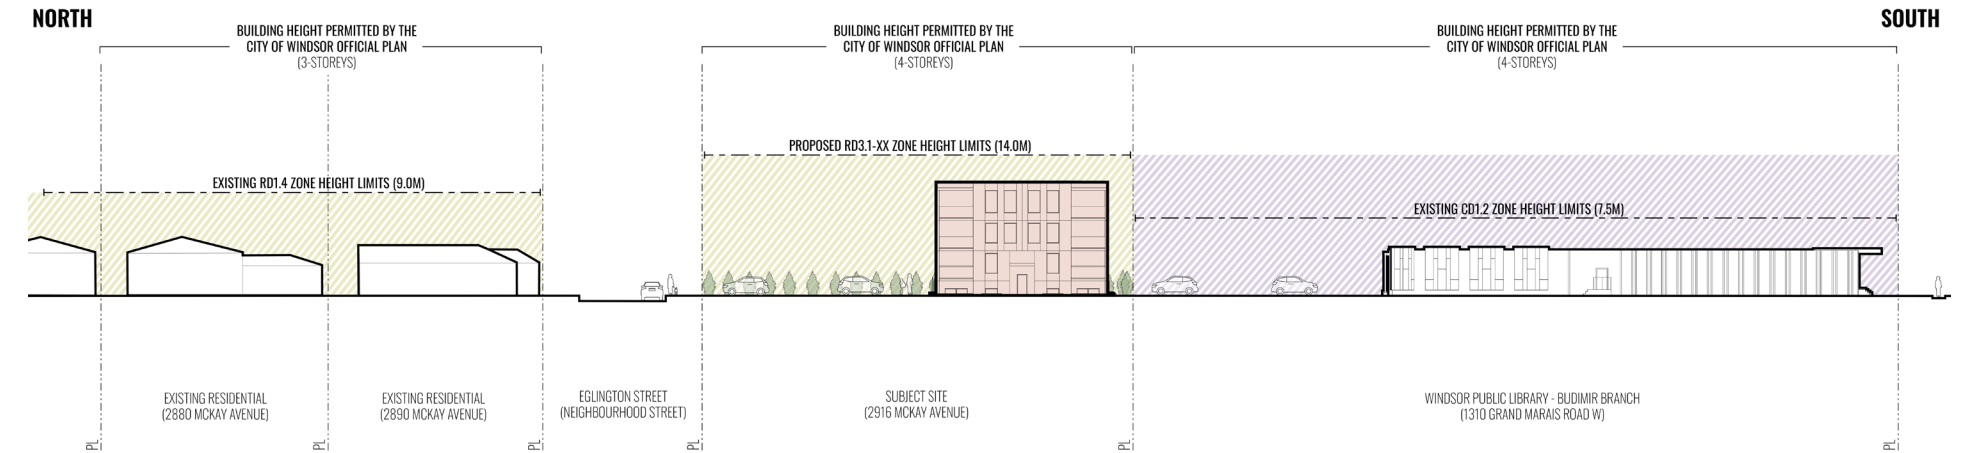 NORTH
SOUTH
BUILDING HEIGHT PERMITTED BY THE
CITY OF WINDSOR OFFICIAL PLAN
(3-STOREYS)
BUILDING HEIGHT PERMITTED BY THE
CITY OF WINDSOR OFFICIAL PLAN
(4-STOREYS)
BUILDING HEIGHT PERMITTED BY THE
CITY OF WINDSOR OFFICIAL PLAN
(4-STOREYS)
EXISTING RD1.4 ZONE HEIGHT LIMITS (9.0M)
PROPOSED RD3.1-XX ZONE HEIGHT LIMITS (14.0M)
EXISTING CD1.2 ZONE HEIGHT LIMITS (7.5M)
EXISTING RESIDENTIAL
(2880 MCKAY AVENUE)
EXISTING RESIDENTIAL
(2890 MCKAY AVENUE)
EGLINGTON STREET
(NEIGHBOURHOOD STREET)
SUBJECT SITE
(2916 MCKAY AVENUE)
WINDSOR PUBLIC LIBRARY - BUDIMIR BRANCH
(1310 GRAND MARAIS ROAD W)
PL
PL
PL
PL
PL
PL